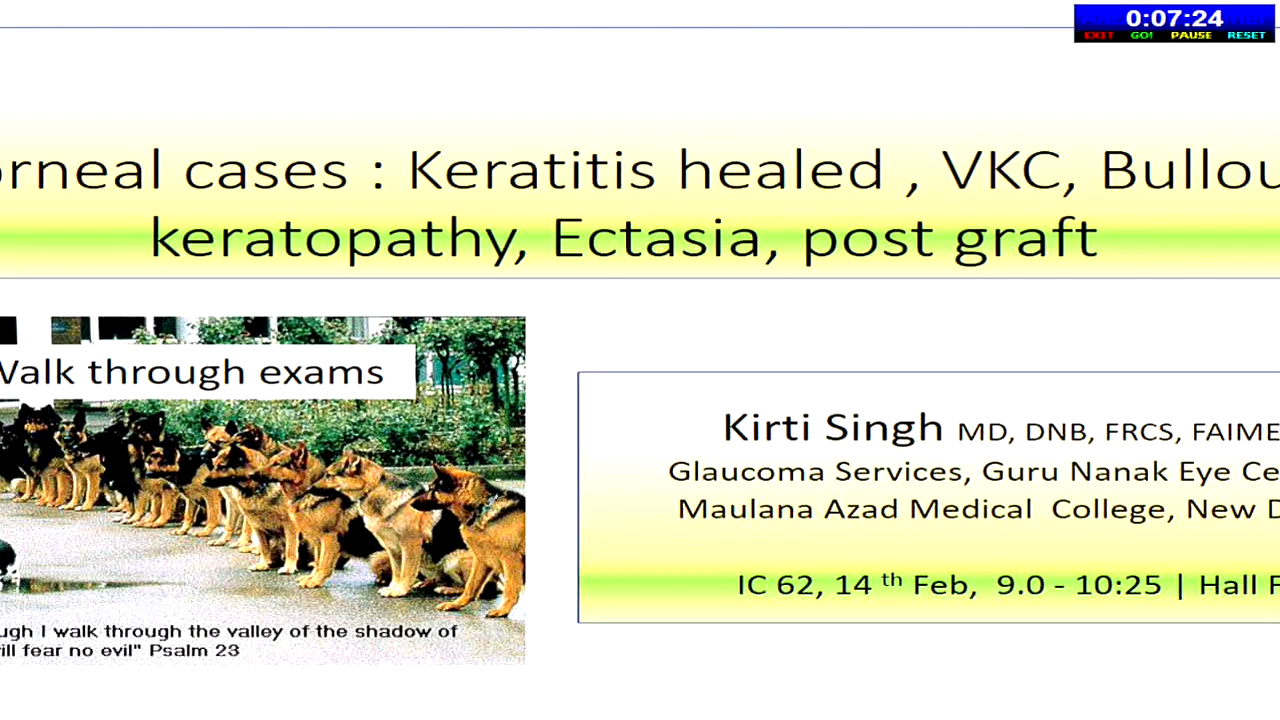 0:07:24
EXIT GO! PAUSE RESET
orneal cases : Keratitis healed , VKC, Bullou
keratopathy, Ectasia, post graft
Walk through exams
ugh I walk through the valley of the shadow of
ill fear no evil" Psalm 23
Kirti Singh MD, DNB, FRCS, FAIME
Glaucoma Services, Guru Nanak Eye Ce
Maulana Azad Medical College, New D
IC 62, 14 th Feb, 9.0 - 10:25 | Hall F